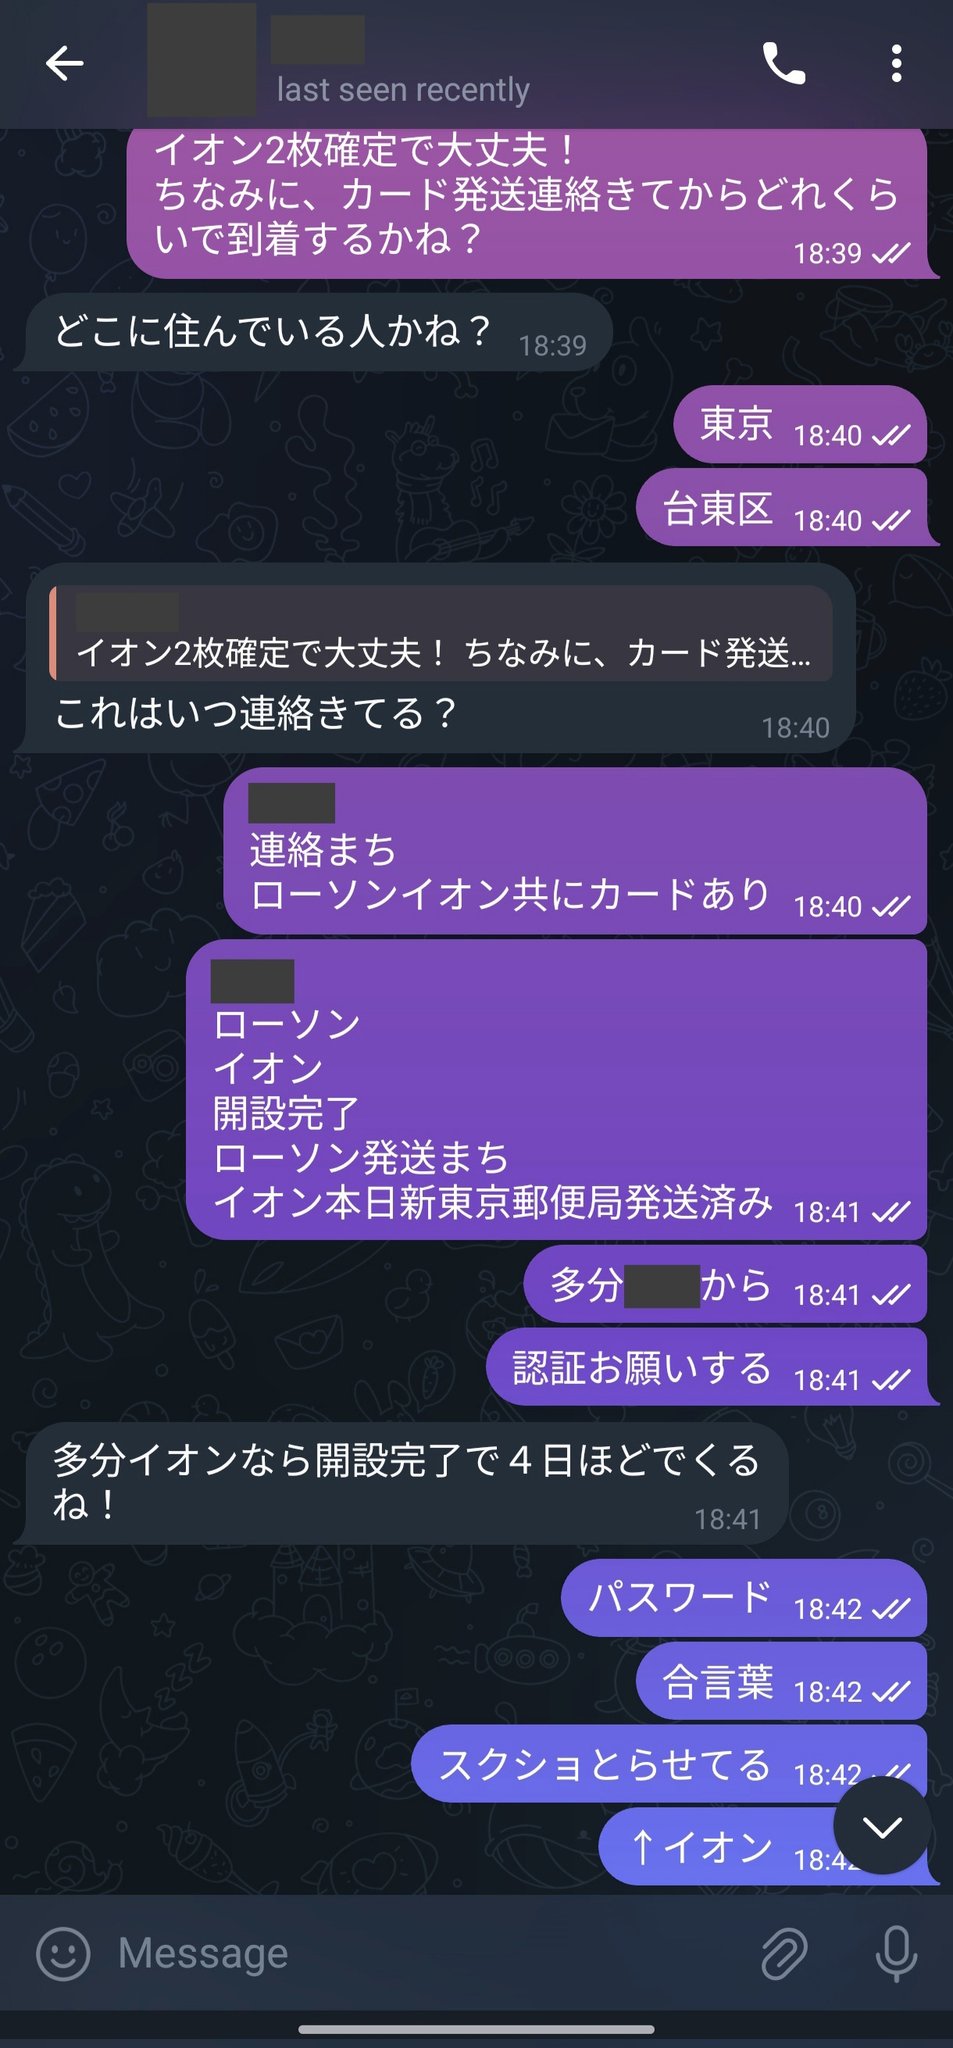 last seen recently
イオン2枚確定で大丈夫！
ちなみに、カード発送連絡きてからどれくら
いで到着するかね？
18:39
どこに住んでいる人かね？ 18:39
東京 18:40
台東区 18:40
イオン2枚確定で大丈夫！ ちなみに、カード発送...
これはいつ連絡きてる？
18:40
連絡まち
ローソンイオン共にカードあり 18:40
ローソン
イオン
開設完了
ローソン発送まち
イオン本日新東京郵便局発送済み 18:41
多分 から 18:41
認証お願いする 18:41
多分イオンなら開設完了で４日ほどでくる
ね！
18:41
パスワード 18:42
合言葉 18:42
スクショとらせてる 18:42
↑イオン 18:42
Message